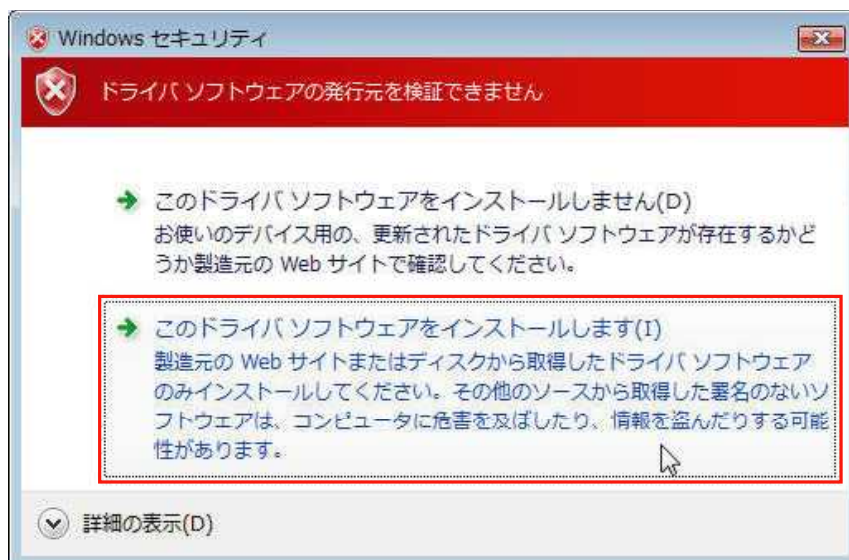 Windows セキュリティ
ドライバ ソフトウェアの発行元を検証できません
このドライバ ソフトウェアをインストールしません(D)
お使いのデバイス用の、更新されたドライバ ソフトウェアが存在するかど
うか製造元の Web サイトで確認してください。
このドライバ ソフトウェアをインストールします(I)
製造元の Web サイトまたはディスクから取得したドライバ ソフトウェア
のみインストールしてください。その他のソースから取得した署名のないソ
フトウェアは、コンピュータに危害を及ぼしたり、情報を盗んだりする可能
性があります。
詳細の表示(D)